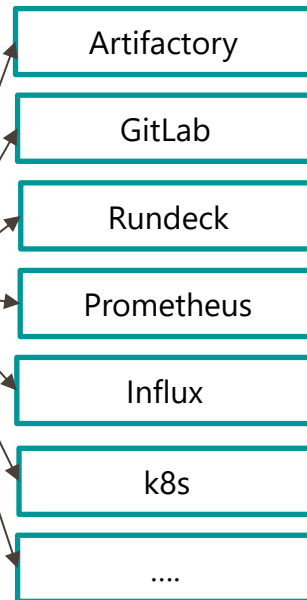 Artifactory
GitLab
Rundeck
Prometheus
Influx
k8s
....